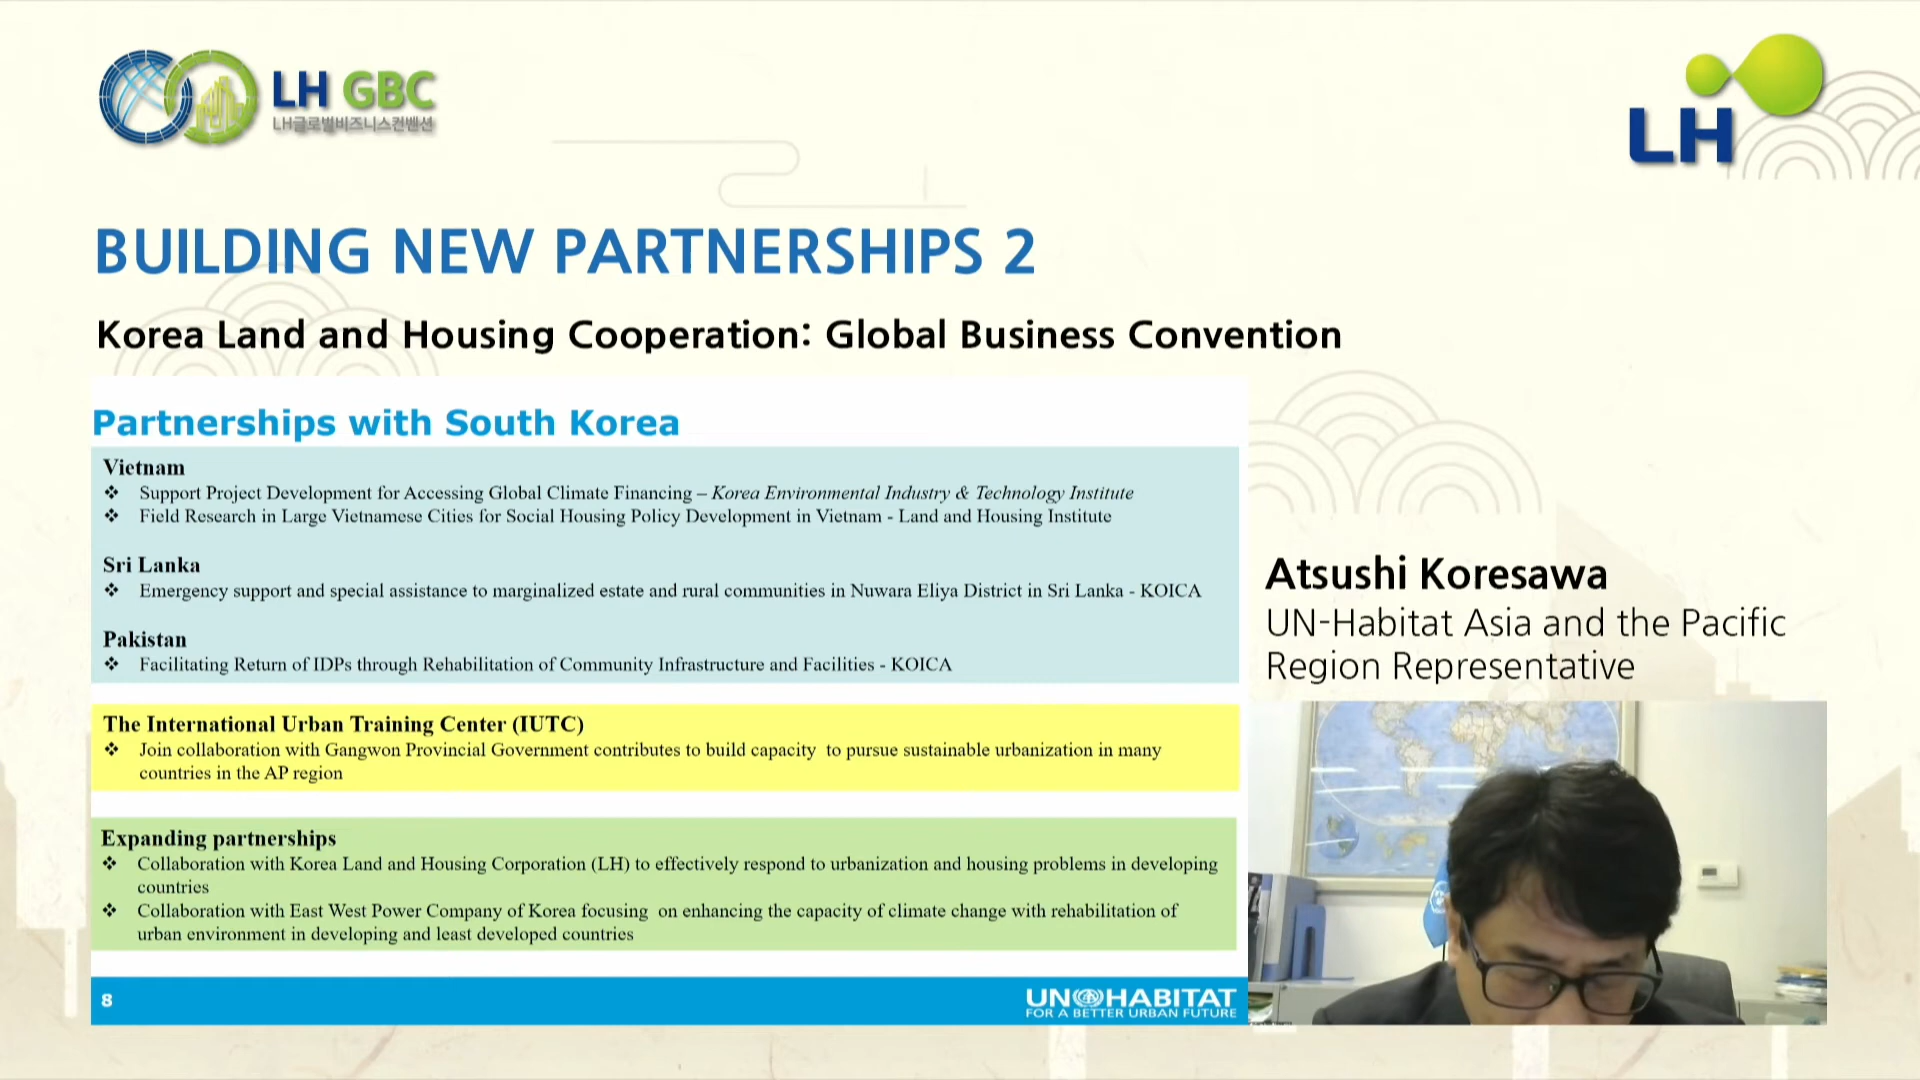 LH GBC
LH글로벌비즈니스컨벤션
LH
BUILDING NEW PARTNERSHIPS 2
Korea Land and Housing Cooperation: Global Business Convention
Partnerships with South Korea
Vietnam
❖ Support Project Development for Accessing Global Climate Financing – Korea Environmental Industry & Technology Institute
❖ Field Research in Large Vietnamese Cities for Social Housing Policy Development in Vietnam - Land and Housing Institute
Sri Lanka
❖ Emergency support and special assistance to marginalized estate and rural communities in Nuwara Eliya District in Sri Lanka - KOICA
Pakistan
❖ Facilitating Return of IDPs through Rehabilitation of Community Infrastructure and Facilities - KOICA
The International Urban Training Center (IUTC)
❖ Join collaboration with Gangwon Provincial Government contributes to build capacity to pursue sustainable urbanization in many
countries in the AP region
Expanding partnerships
❖ Collaboration with Korea Land and Housing Corporation (LH) to effectively respond to urbanization and housing problems in developing
countries
❖ Collaboration with East West Power Company of Korea focusing on enhancing the capacity of climate change with rehabilitation of
urban environment in developing and least developed countries
8
UN HABITAT
FOR A BETTER URBAN FUTURE
Atsushi Koresawa
UN-Habitat Asia and the Pacific
Region Representative